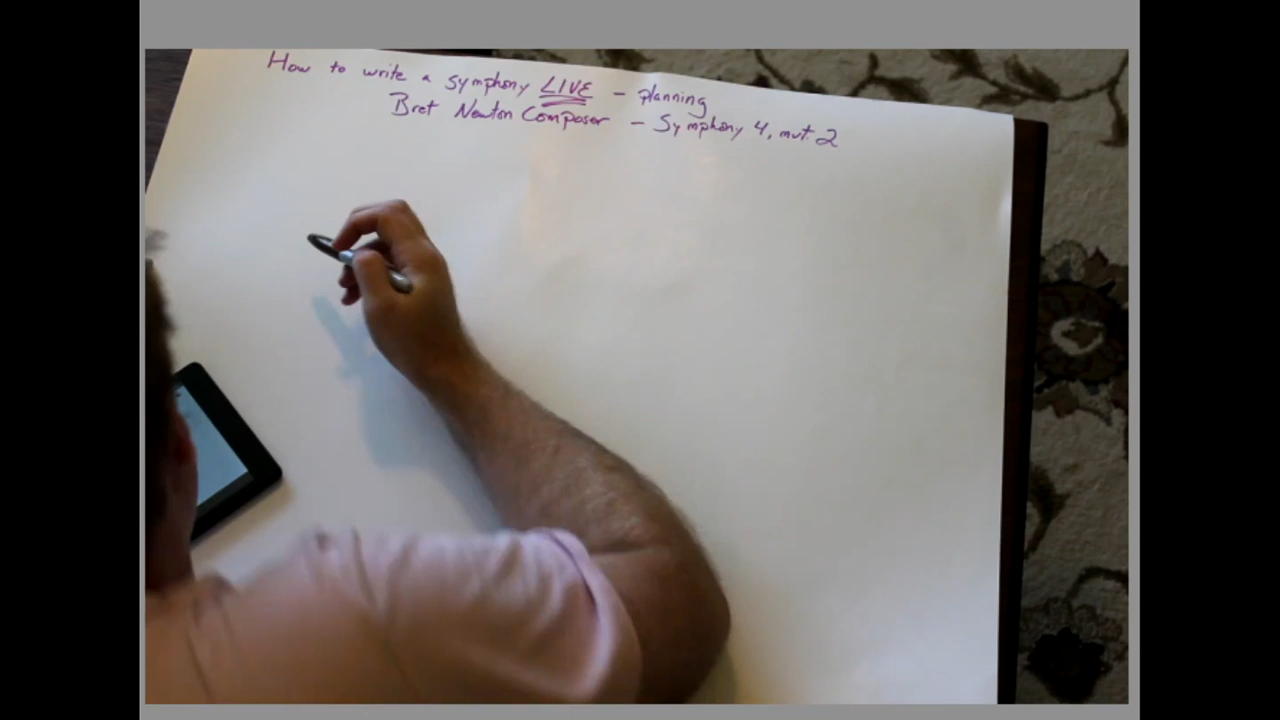 How to write a symphony LIVE - planning
Bret Newton Composer - Symphony 4, mvt. 2